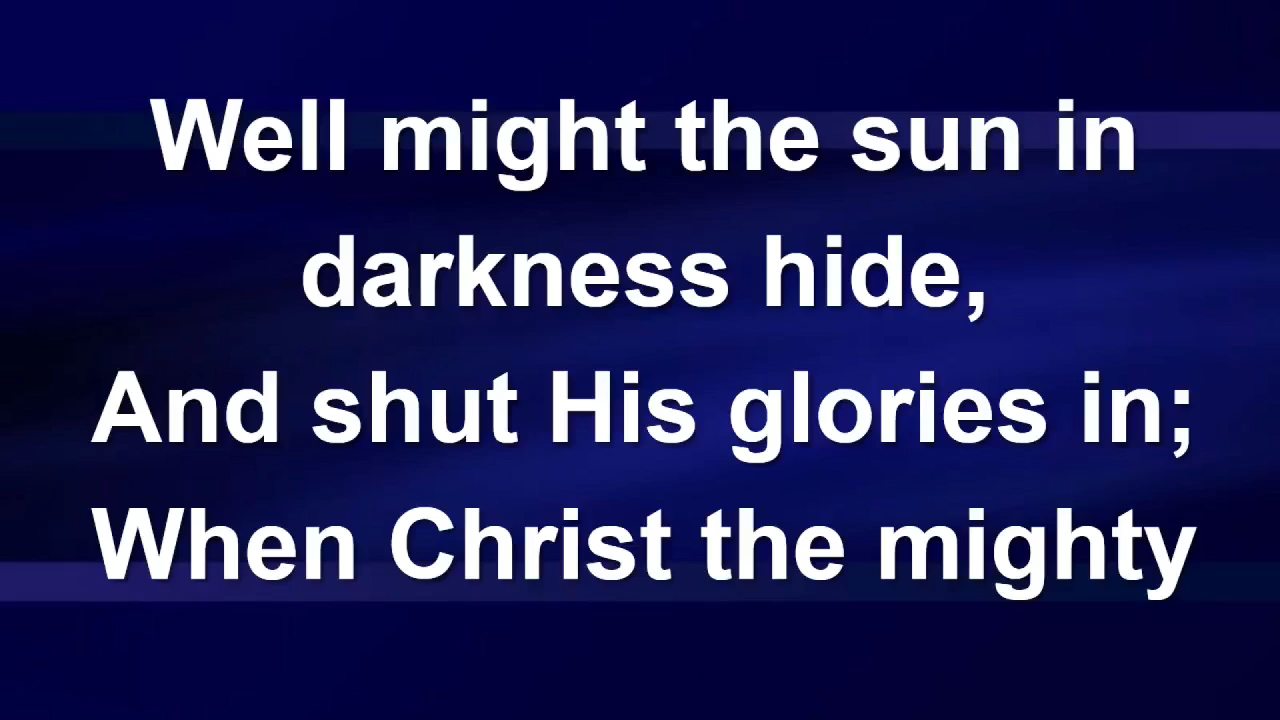 Well might the sun in
darkness hide,
And shut His glories in;
When Christ the mighty